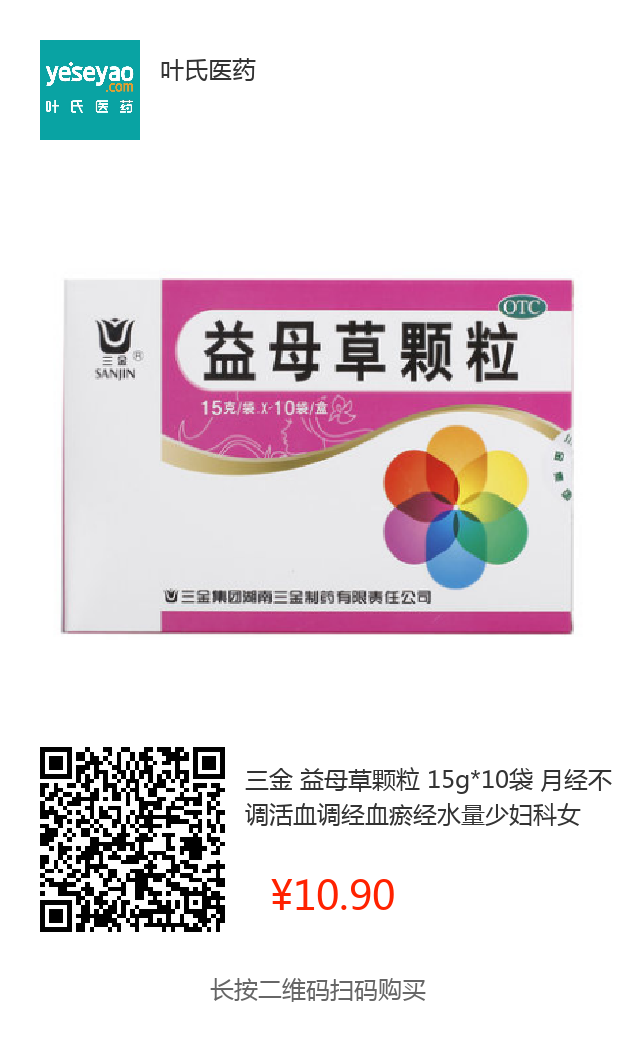 yeseyao
.com
叶氏医药
叶氏医药
OTC
益母草颗粒
15克/袋 X 10袋/盒
三金®
SANJIN
三金集团湖南三金制药有限责任公司
三金 益母草颗粒 15g*10袋 月经不
调活血调经血瘀经水量少妇科女
¥10.90
长按二维码扫码购买